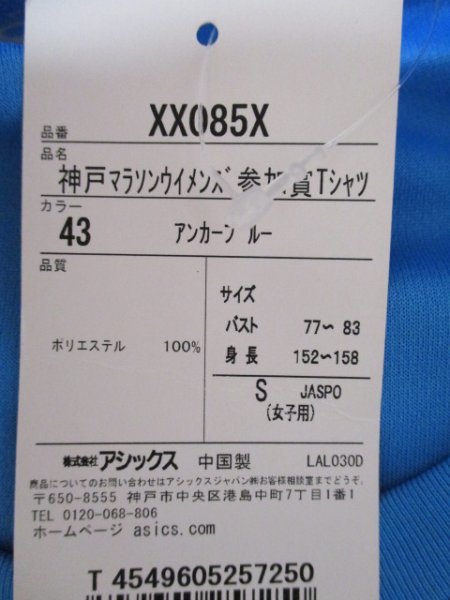 品番 XX085X
品名
神戸マラソンウイメンズ 参加賞Tシャツ
カラー
43 アンカーブルー
品質
ポリエステル 100%
サイズ
バスト 77~ 83
身長 152~158
S JASPO
(女子用)
株式会社アシックス 中国製 LAL030D
商品についてのお問い合わせはアシックスジャパン㈱お客様相談室までどうぞ。
〒650-8555 神戸市中央区港島中町7丁目1番1
TEL 0120-068-806
ホームページ asics.com
T 4549605257250